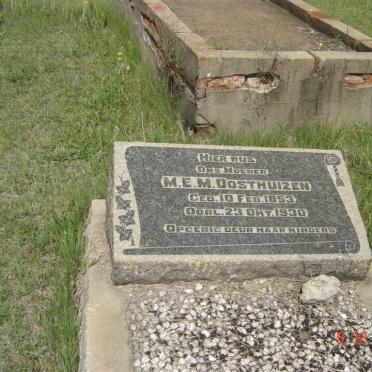 HIER RUS
ONS MOEDER
M.E.M. OOSTHUIZEN
GEB. 10 FEB. 1853
OORL. 23 OKT. 1930
OPGERIG DEUR HAAR KINDERS